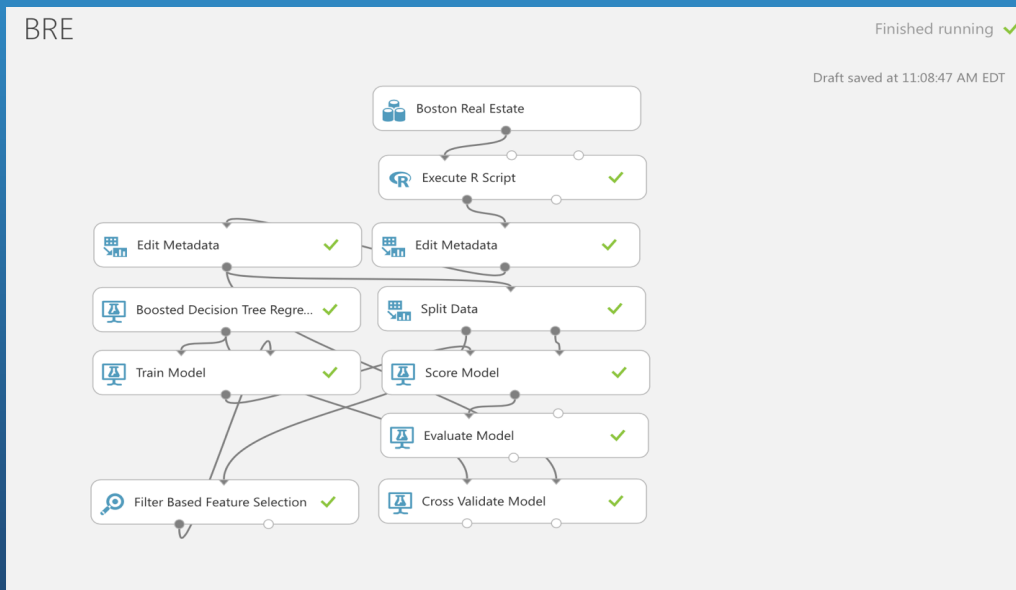 BRE
Finished running
Draft saved at 11:08:47 AM EDT
Boston Real Estate
Execute R Script
Edit Metadata
Edit Metadata
Boosted Decision Tree Regre...
Split Data
Train Model
Score Model
Evaluate Model
Filter Based Feature Selection
Cross Validate Model